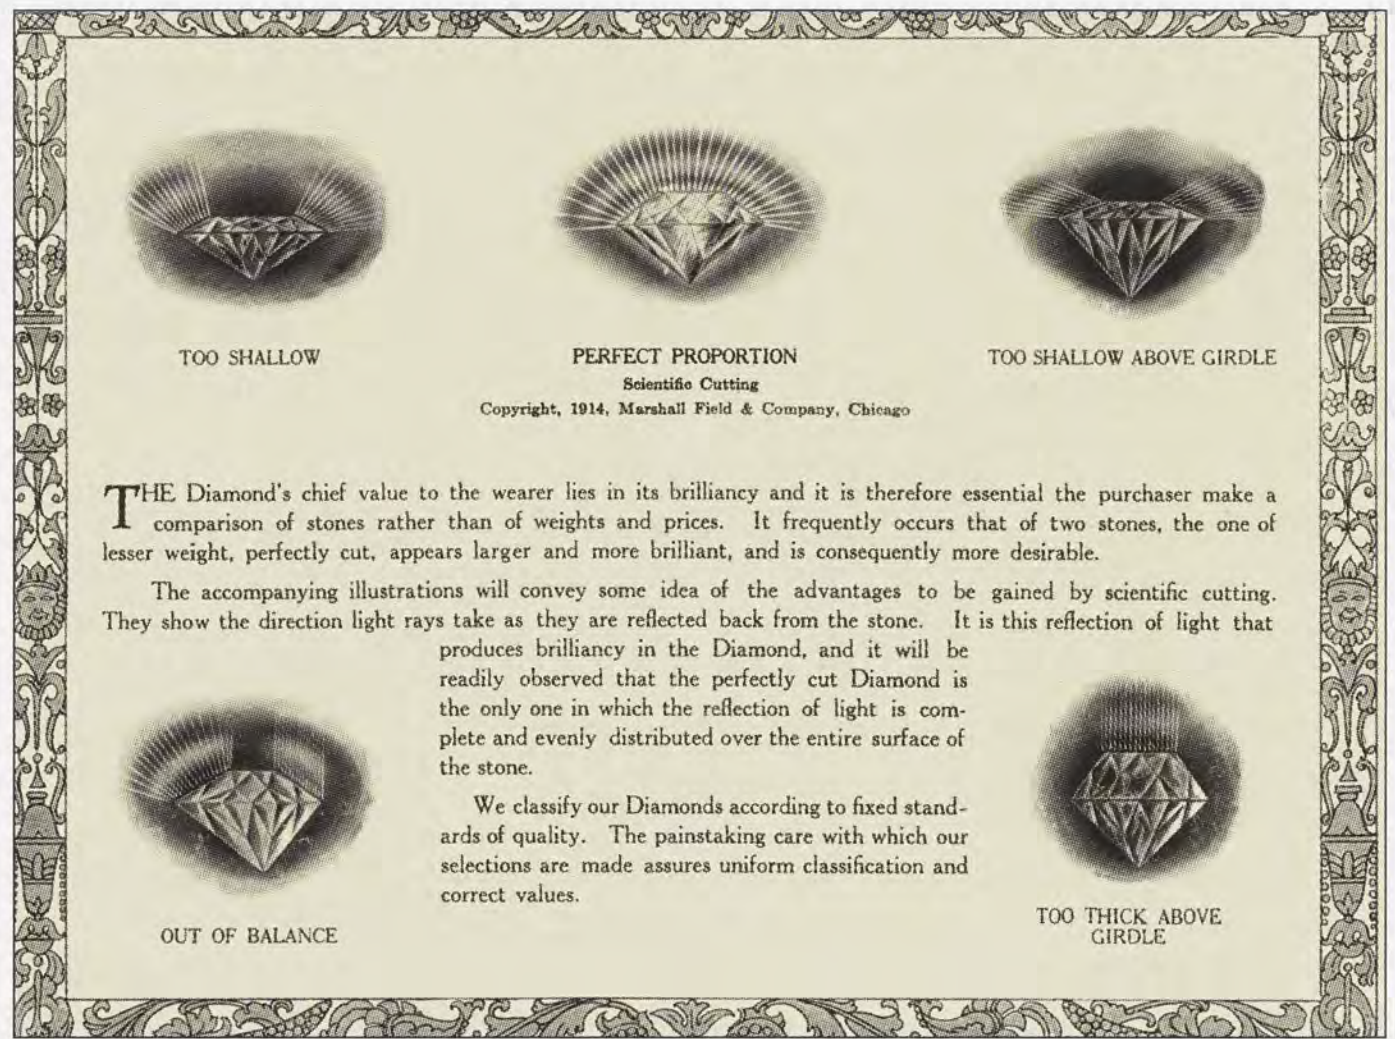 TOO SHALLOW
PERFECT PROPORTION
Scientific Cutting
Copyright, 1914, Marshall Field & Company, Chicago
TOO SHALLOW ABOVE GIRDLE
THE Diamond's chief value to the wearer lies in its brilliancy and it is therefore essential the purchaser make a
comparison of stones rather than of weights and prices. It frequently occurs that of two stones, the one of
lesser weight, perfectly cut, appears larger and more brilliant, and is consequently more desirable.
The accompanying illustrations will convey some idea of the advantages to be gained by scientific cutting.
They show the direction light rays take as they are reflected back from the stone. It is this reflection of light that
produces brilliancy in the Diamond, and it will be
readily observed that the perfectly cut Diamond is
the only one in which the reflection of light is com-
plete and evenly distributed over the entire surface of
the stone.
We classify our Diamonds according to fixed stand-
ards of quality. The painstaking care with which our
selections are made assures uniform classification and
correct values.
OUT OF BALANCE
TOO THICK ABOVE
GIRDLE